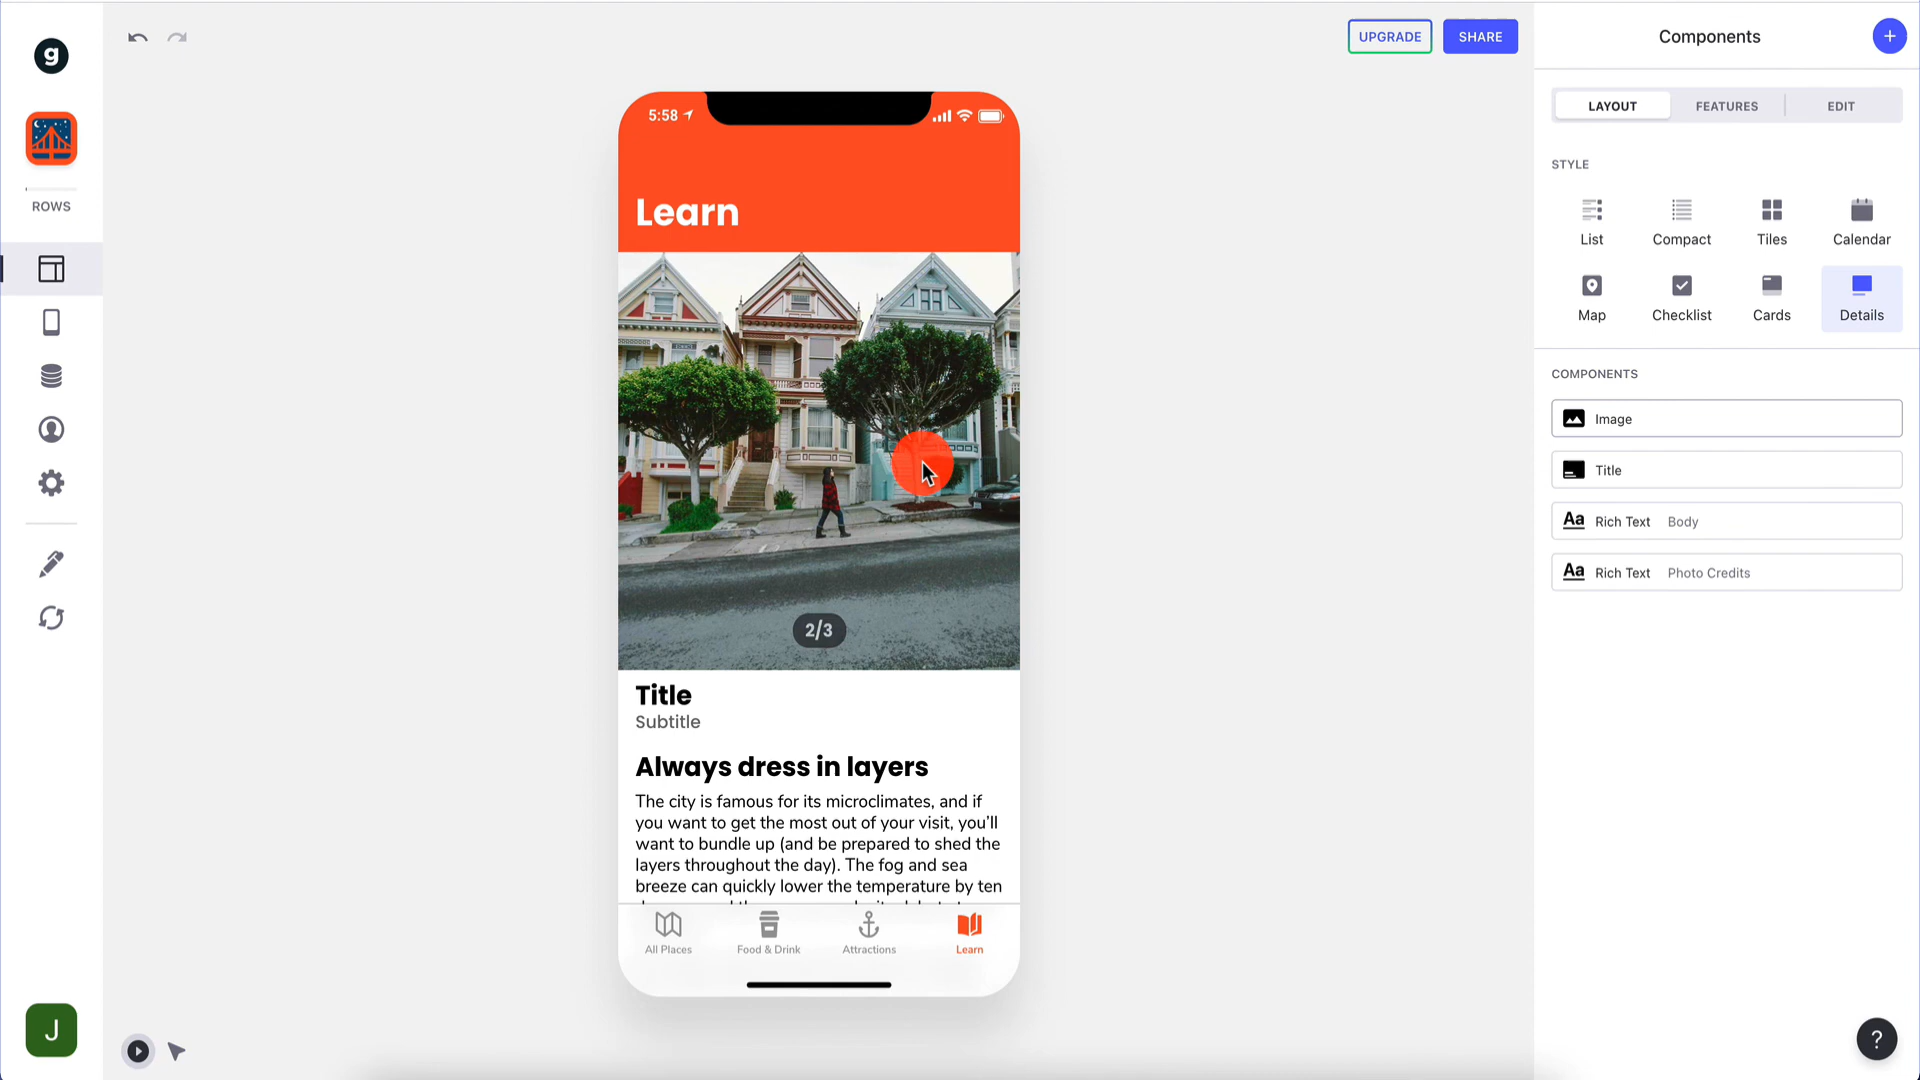 g
ROWS
J
UPGRADE
SHARE
5:58
Learn
2/3
Title
Subtitle
Always dress in layers
The city is famous for its microclimates, and if
you want to get the most out of your visit, you'll
want to bundle up (and be prepared to shed the
layers throughout the day). The fog and sea
breeze can quickly lower the temperature by ten
All Places
Food & Drink
Attractions
Learn
Components
+
LAYOUT
FEATURES
EDIT
STYLE
List
Compact
Tiles
Calendar
Map
Checklist
Cards
Details
COMPONENTS
Image
Title
Aa Rich Text Body
Aa Rich Text Photo Credits
?